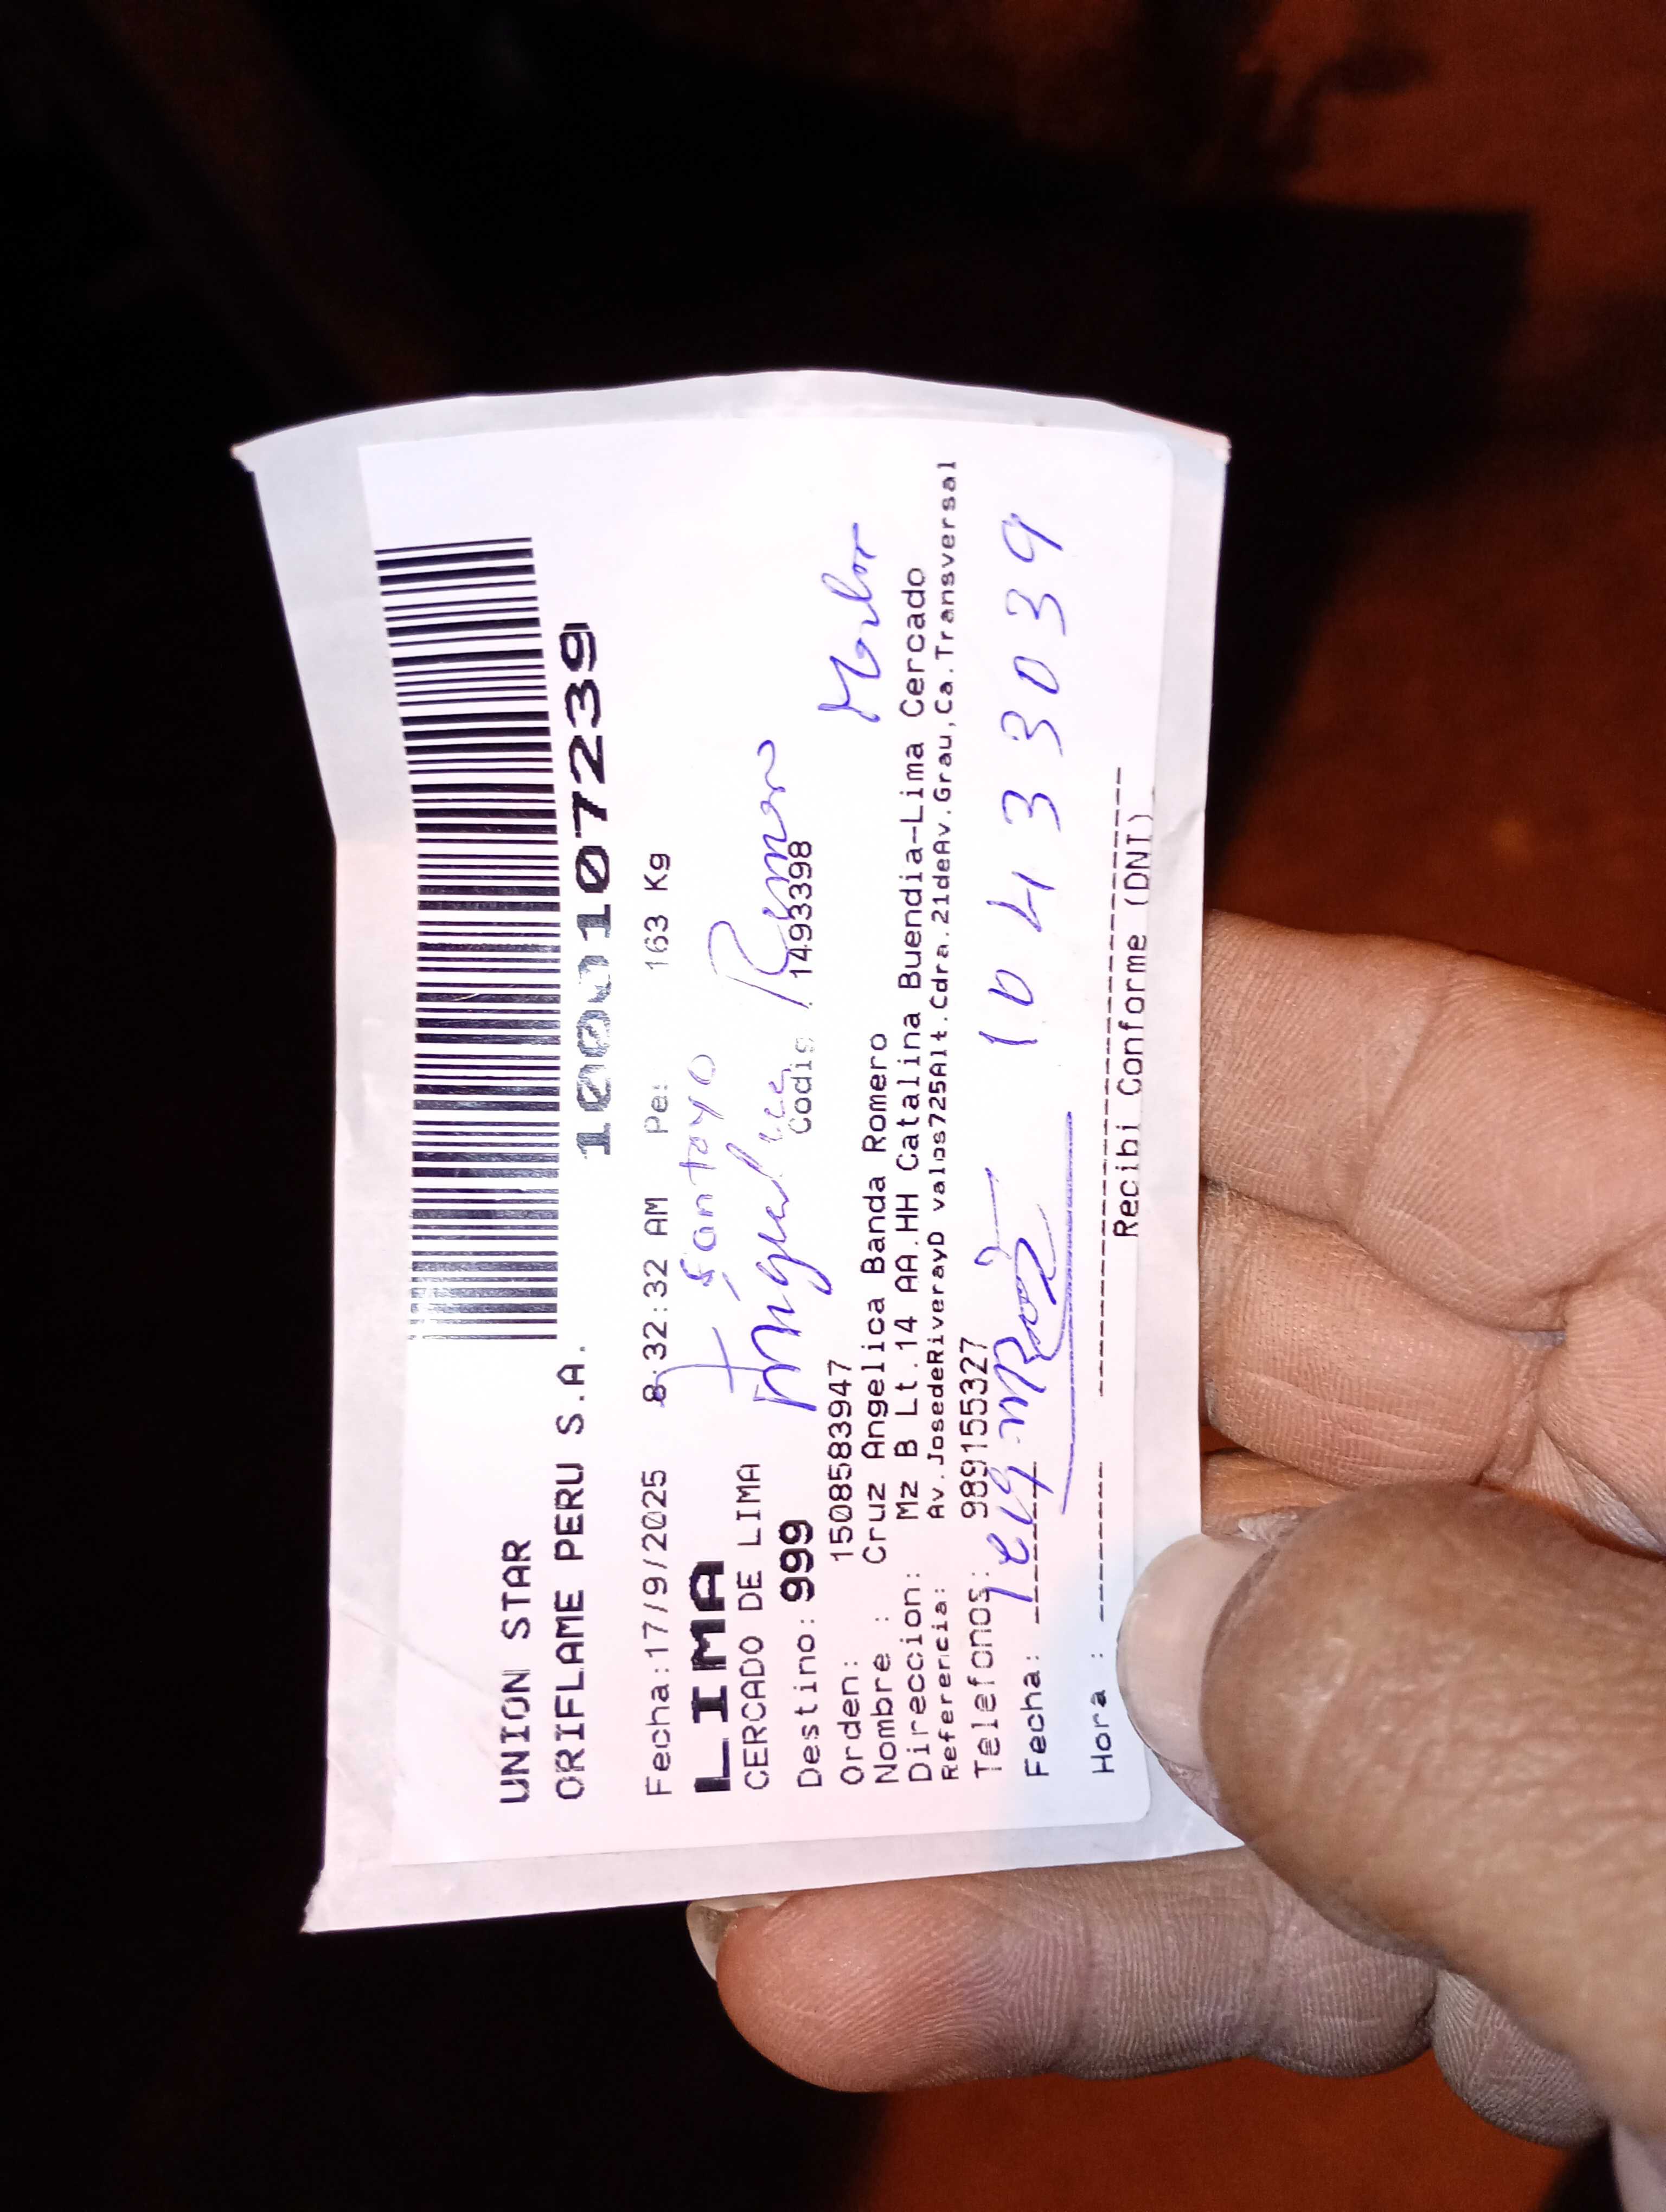 UNION STAR
ORIFLAME PERU S.A.
1000107239
Fecha:17/9/2025 8:32:32 AM Pe: 163 Kg
LIMA
Santoyo
CERCADO DE LIMA
Angelica Romero
Destino: 999 Codig 1493398
Orden: 1508583947
Nombre : Cruz Angelica Banda Romero
Direccion: Mz B Lt.14 AA.HH Catalina Buendia-Lima Cercado
Referencia: Av.JosedeRiverayD valos725Alt.Cdra.21deAv.Grau,Ca.Transversal
Telefonos: 989155327
Fecha: 10433039
Hora :
Recibi Conforme (DNI)